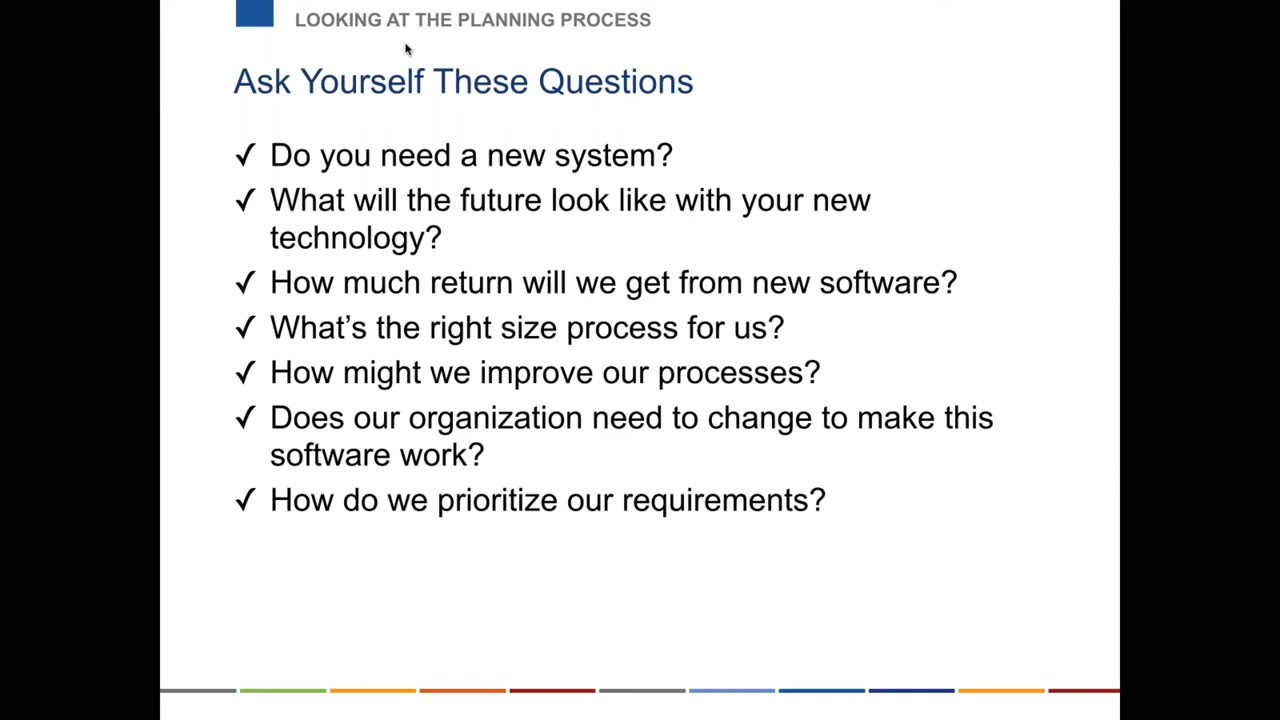 LOOKING AT THE PLANNING PROCESS
Ask Yourself These Questions
✓ Do you need a new system?
✓ What will the future look like with your new
technology?
✓ How much return will we get from new software?
✓ What’s the right size process for us?
✓ How might we improve our processes?
✓ Does our organization need to change to make this
software work?
✓ How do we prioritize our requirements?